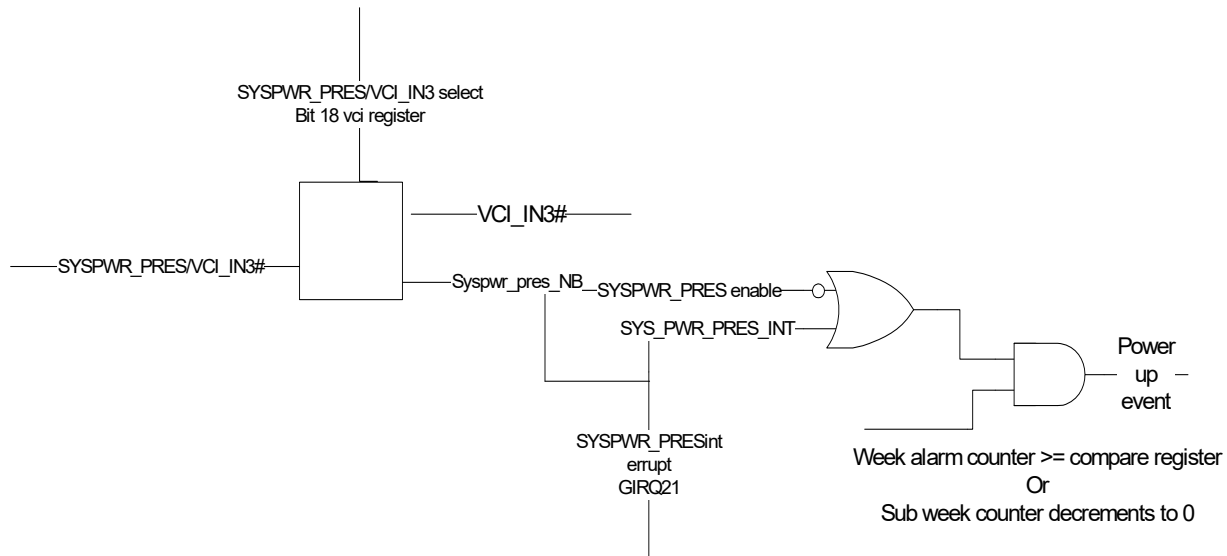 SYSPWR_PRES/VCI_IN3 select
Bit 18 vci register
VCI_IN3#
SYSPWR_PRES/VCI_IN3#
Syspwr_pres_NB
SYSPWR_PRES enable
SYS_PWR_PRES_INT
Power
up
event
SYSPWR_PRESint
errupt
GIRQ21
Week alarm counter >= compare register
Or
Sub week counter decrements to 0